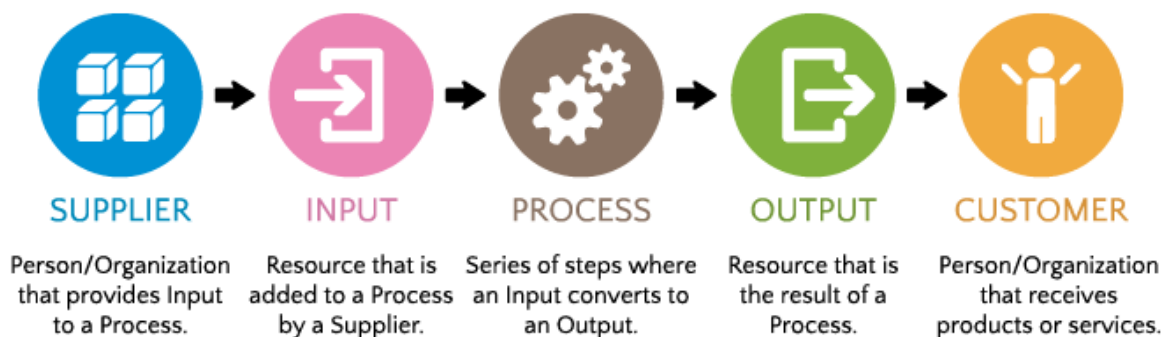 SUPPLIER
Person/Organization
that provides Input
to a Process.
INPUT
Resource that is
added to a Process
by a Supplier.
PROCESS
Series of steps where
an Input converts to
an Output.
OUTPUT
Resource that is
the result of a
Process.
CUSTOMER
Person/Organization
that receives
products or services.